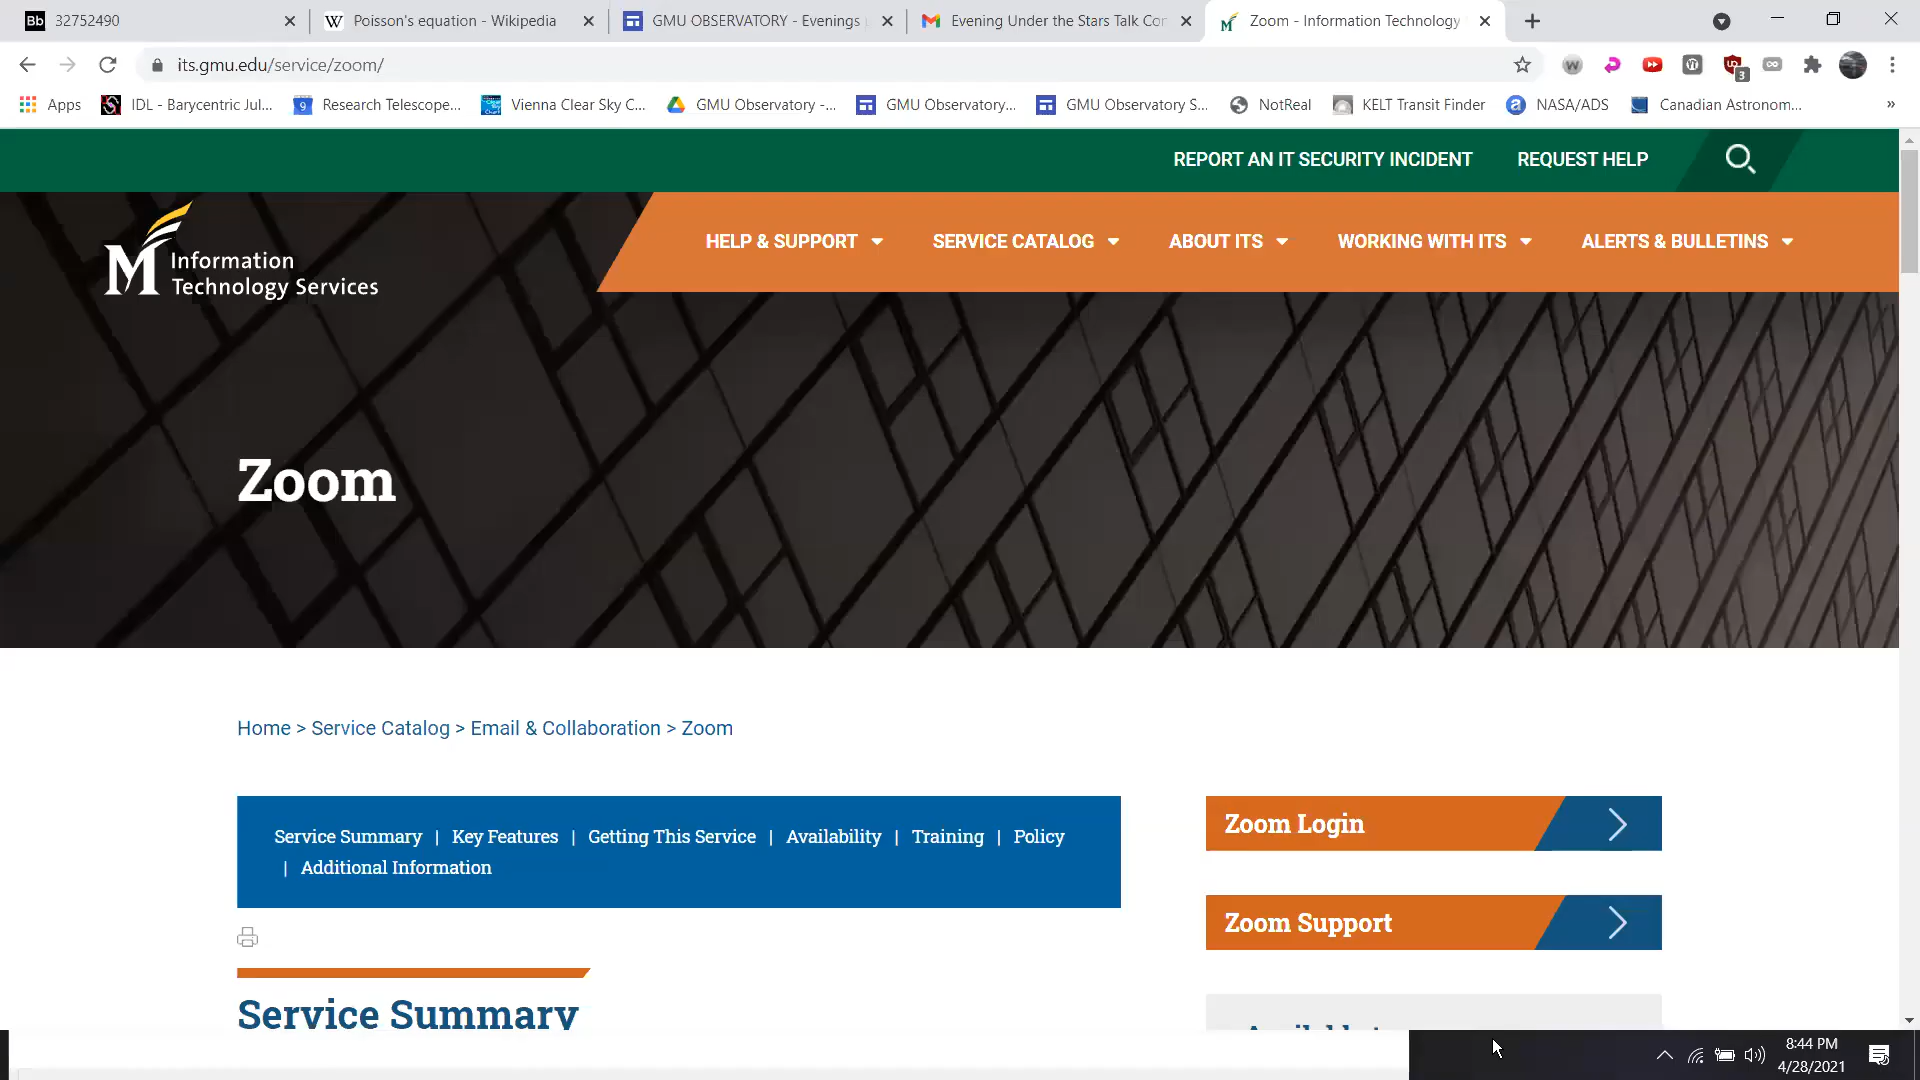 Bb 32752490
W Poisson's equation - Wikipedia
GMU OBSERVATORY - Evenings
Evening Under the Stars Talk Cor
Zoom - Information Technology
its.gmu.edu/service/zoom/
Apps
IDL - Barycentric Jul...
9 Research Telescope...
Vienna Clear Sky C...
GMU Observatory -...
GMU Observatory...
GMU Observatory S...
NotReal
KELT Transit Finder
NASA/ADS
Canadian Astronom...
»
3
REPORT AN IT SECURITY INCIDENT
REQUEST HELP
M Information
Technology Services
HELP & SUPPORT
SERVICE CATALOG
ABOUT ITS
WORKING WITH ITS
ALERTS & BULLETINS
Zoom
Home > Service Catalog > Email & Collaboration > Zoom
Service Summary | Key Features | Getting This Service | Availability | Training | Policy
| Additional Information
Zoom Login
Zoom Support
Service Summary
8:44 PM
4/28/2021